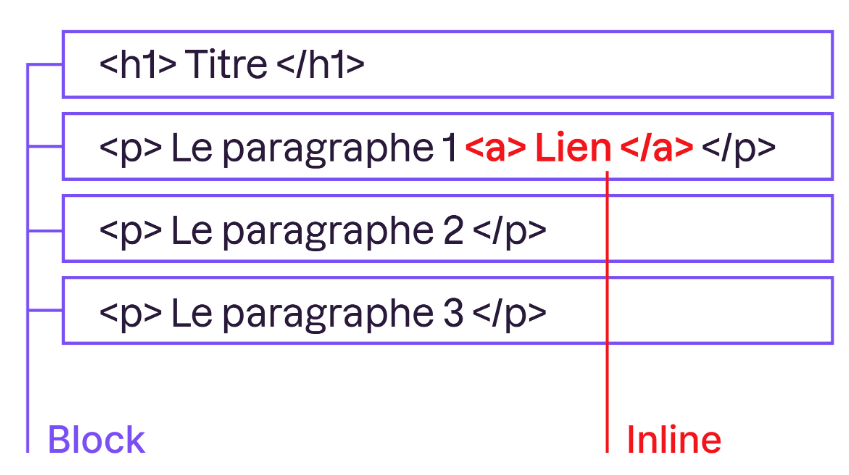 <h1> Titre </h1>
<p> Le paragraphe 1 <a> Lien </a> </p>
<p> Le paragraphe 2 </p>
<p> Le paragraphe 3 </p>
Block
Inline